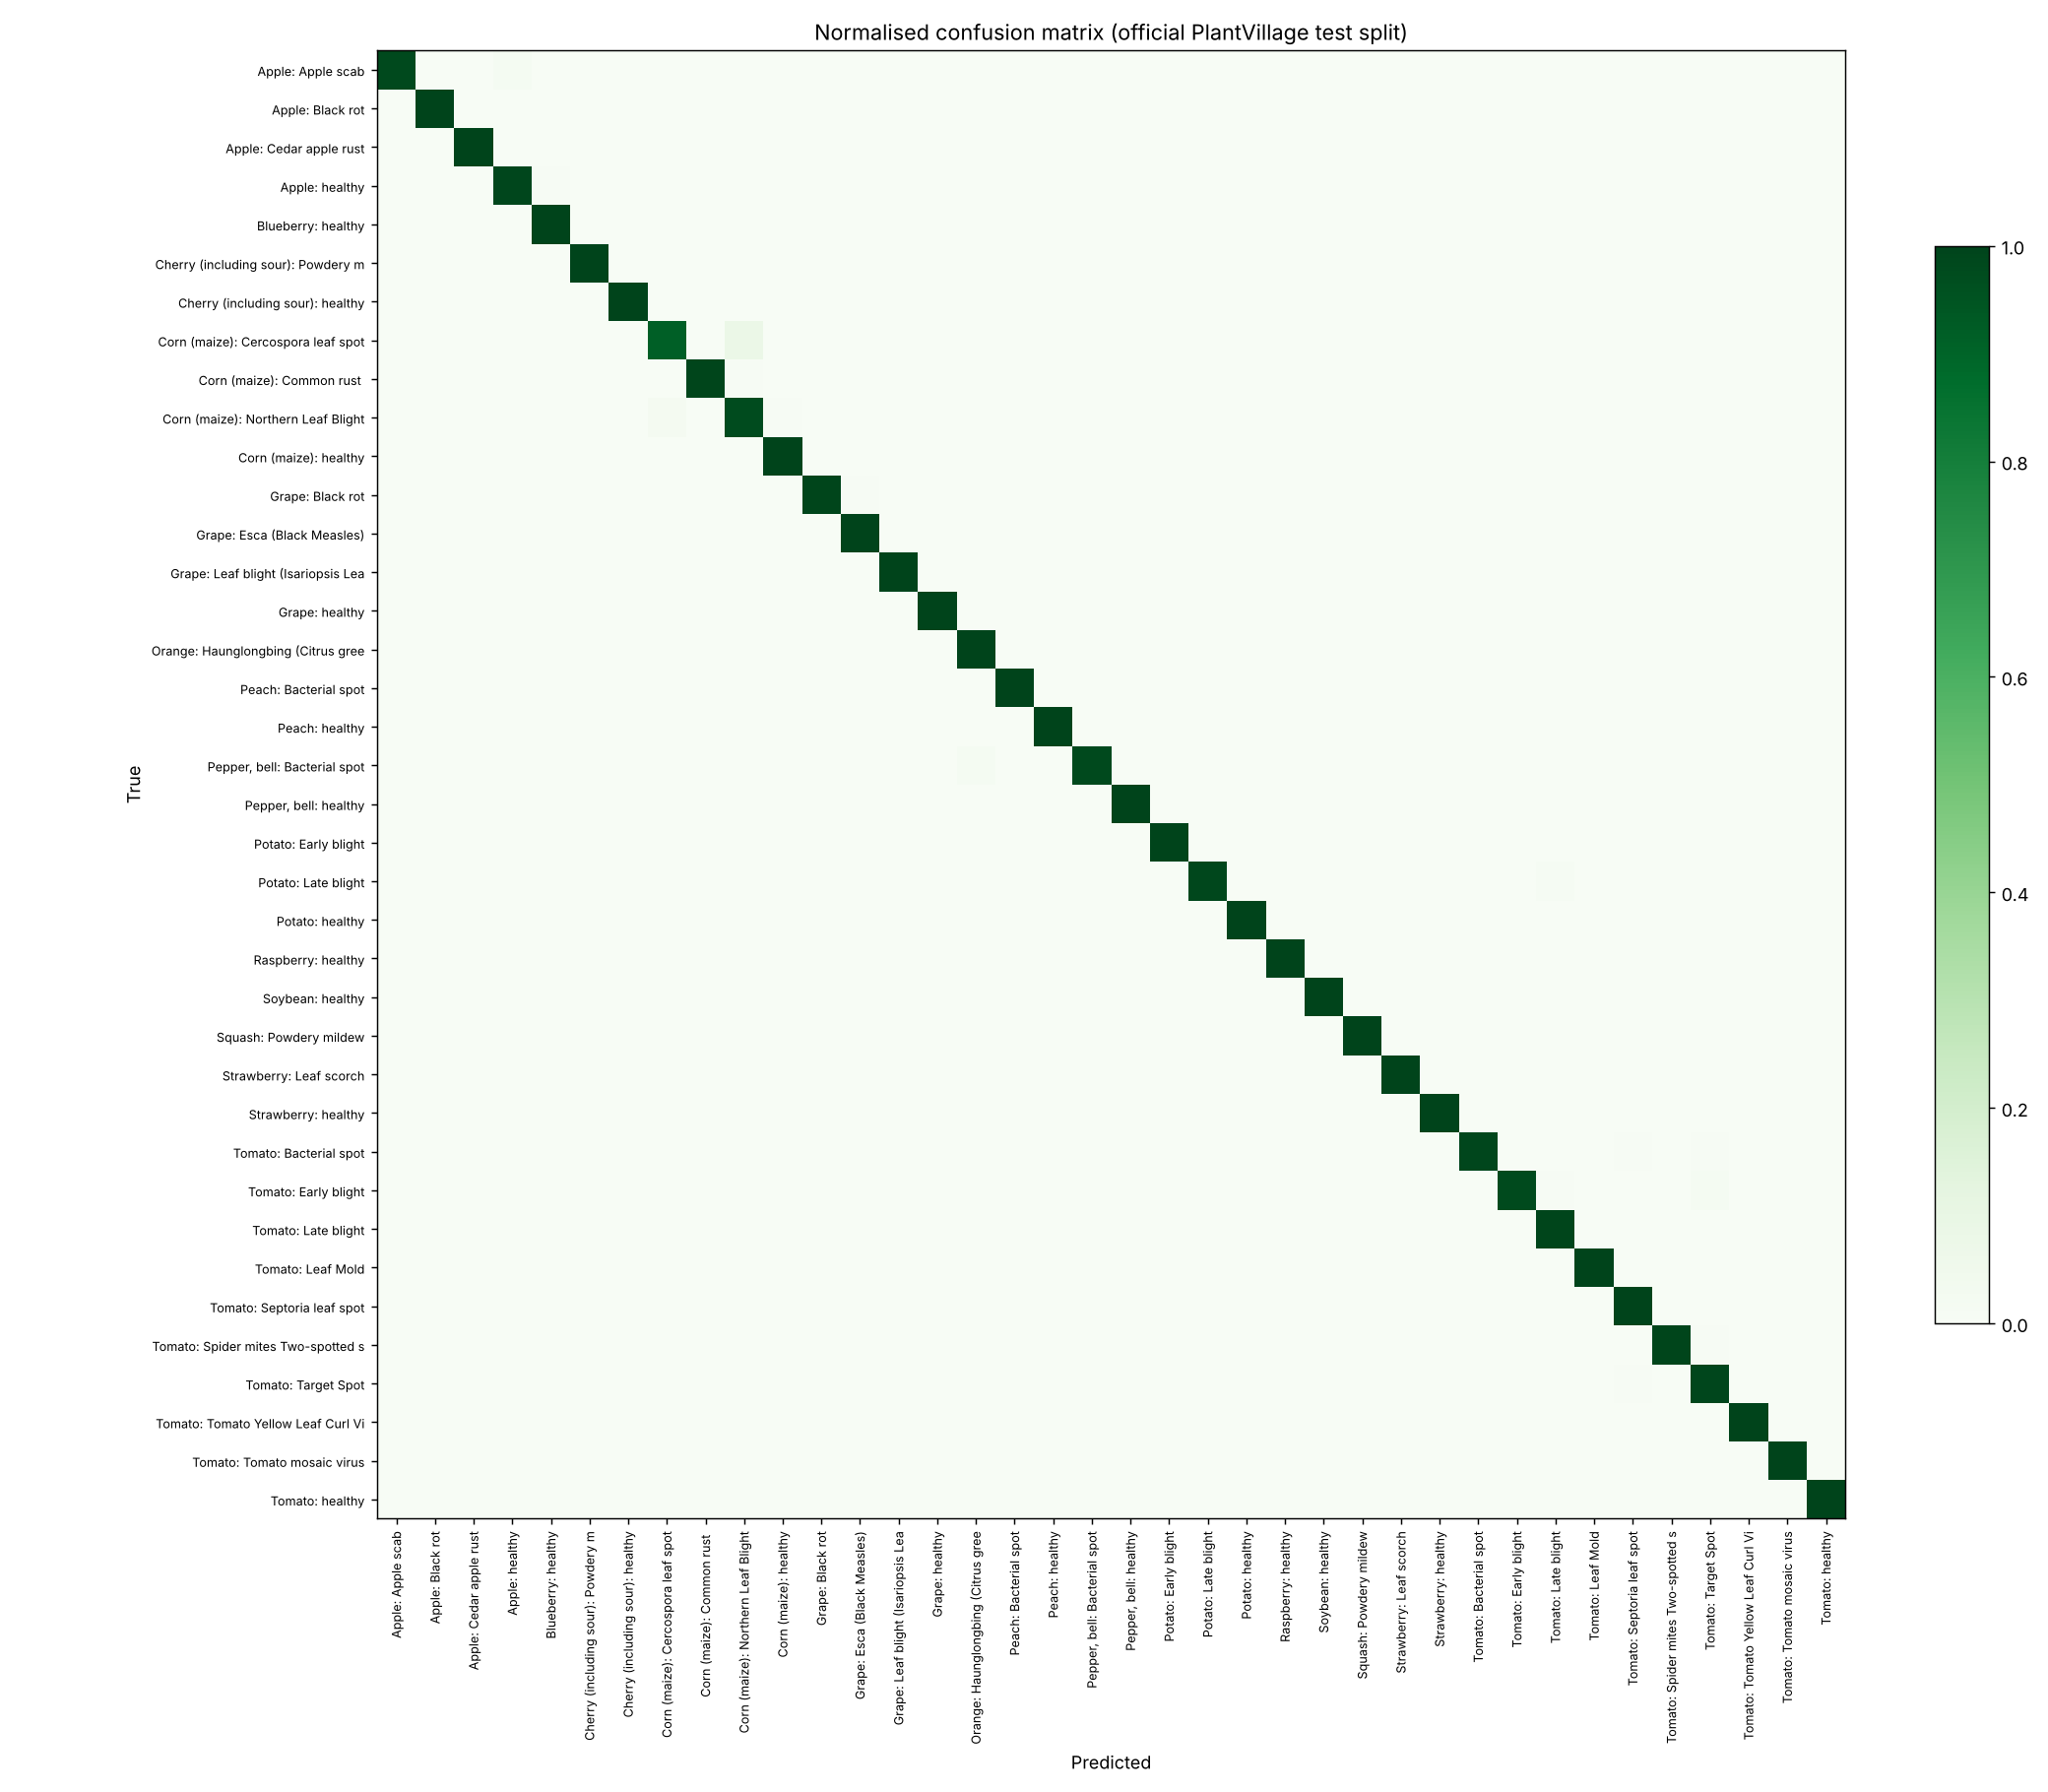 Normalised confusion matrix (official PlantVillage test split)
True
Apple: Apple scab
Apple: Black rot
Apple: Cedar apple rust
Apple: healthy
Blueberry: healthy
Cherry (including sour): Powdery m
Cherry (including sour): healthy
Corn (maize): Cercospora leaf spot
Corn (maize): Common rust
Corn (maize): Northern Leaf Blight
Corn (maize): healthy
Grape: Black rot
Grape: Esca (Black Measles)
Grape: Leaf blight (Isariopsis Lea
Grape: healthy
Orange: Haunglongbing (Citrus gree
Peach: Bacterial spot
Peach: healthy
Pepper, bell: Bacterial spot
Pepper, bell: healthy
Potato: Early blight
Potato: Late blight
Potato: healthy
Raspberry: healthy
Soybean: healthy
Squash: Powdery mildew
Strawberry: Leaf scorch
Strawberry: healthy
Tomato: Bacterial spot
Tomato: Early blight
Tomato: Late blight
Tomato: Leaf Mold
Tomato: Septoria leaf spot
Tomato: Spider mites Two-spotted s
Tomato: Target Spot
Tomato: Tomato Yellow Leaf Curl Vi
Tomato: Tomato mosaic virus
Tomato: healthy
Apple: Apple scab
Apple: Black rot
Apple: Cedar apple rust
Apple: healthy
Blueberry: healthy
Cherry (including sour): Powdery m
Cherry (including sour): healthy
Corn (maize): Cercospora leaf spot
Corn (maize): Common rust
Corn (maize): Northern Leaf Blight
Corn (maize): healthy
Grape: Black rot
Grape: Esca (Black Measles)
Grape: Leaf blight (Isariopsis Lea
Grape: healthy
Orange: Haunglongbing (Citrus gree
Peach: Bacterial spot
Peach: healthy
Pepper, bell: Bacterial spot
Pepper, bell: healthy
Potato: Early blight
Potato: Late blight
Potato: healthy
Raspberry: healthy
Soybean: healthy
Squash: Powdery mildew
Strawberry: Leaf scorch
Strawberry: healthy
Tomato: Bacterial spot
Tomato: Early blight
Tomato: Late blight
Tomato: Leaf Mold
Tomato: Septoria leaf spot
Tomato: Spider mites Two-spotted s
Tomato: Target Spot
Tomato: Tomato Yellow Leaf Curl Vi
Tomato: Tomato mosaic virus
Tomato: healthy
Predicted
1.0
0.8
0.6
0.4
0.2
0.0